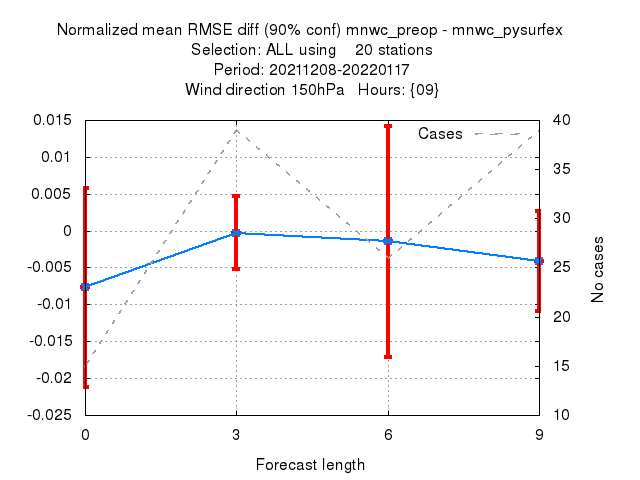 Normalized mean RMSE diff (90% conf) mnwc_preop - mnwc_pysurfex
Selection: ALL using    20 stations
Period: 20211208-20220117
Wind direction 150hPa   Hours: {09}
0.015
0.01
0.005
0
-0.005
-0.01
-0.015
-0.02
-0.025
Cases
40
35
30
25
20
15
10
No cases
0 3 6 9
Forecast length